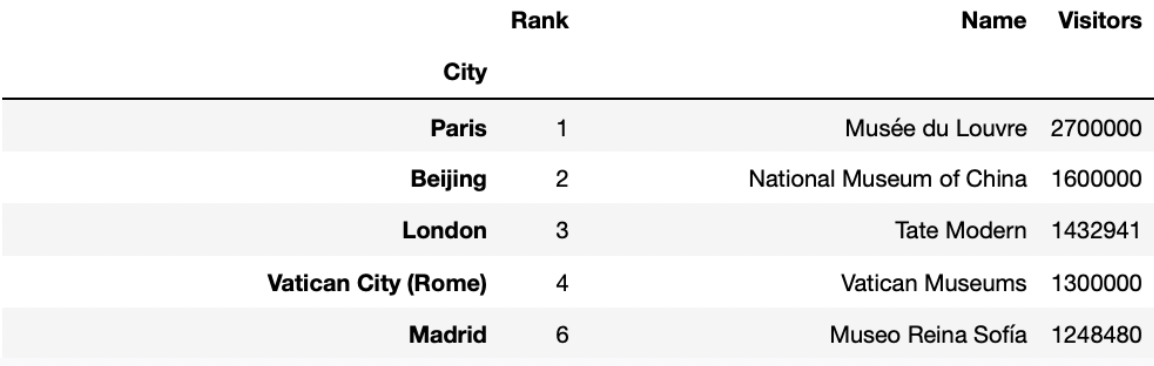 Rank Name Visitors
City
Paris 1 Musée du Louvre 2700000
Beijing 2 National Museum of China 1600000
London 3 Tate Modern 1432941
Vatican City (Rome) 4 Vatican Museums 1300000
Madrid 6 Museo Reina Sofía 1248480